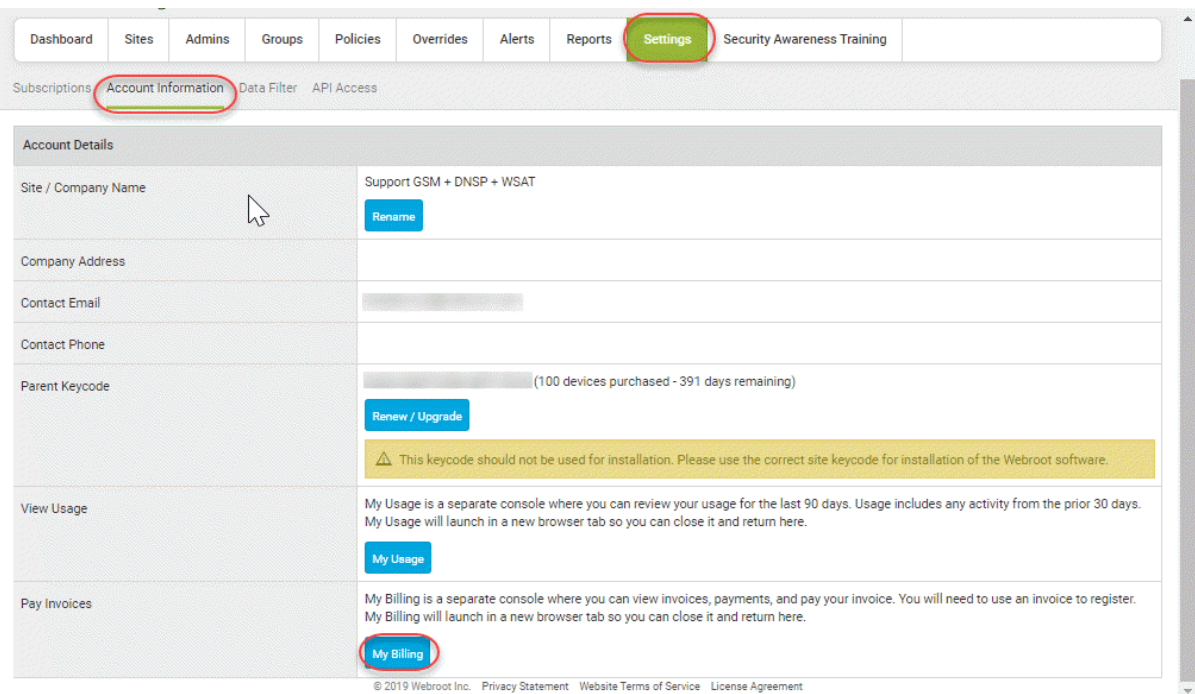 Dashboard Sites Admins Groups Policies Overrides Alerts Reports Settings Security Awareness Training
Subscriptions Account Information Data Filter API Access
Account Details
Site / Company Name
Support GSM + DNSP + WSAT
Rename
Company Address
Contact Email
Contact Phone
Parent Keycode
(100 devices purchased - 391 days remaining)
Renew / Upgrade
This keycode should not be used for installation. Please use the correct site keycode for installation of the Webroot software.
View Usage
My Usage is a separate console where you can review your usage for the last 90 days. Usage includes any activity from the prior 30 days.
My Usage will launch in a new browser tab so you can close it and return here.
My Usage
Pay Invoices
My Billing is a separate console where you can view invoices, payments, and pay your invoice. You will need to use an invoice to register.
My Billing will launch in a new browser tab so you can close it and return here.
My Billing
© 2019 Webroot Inc. Privacy Statement Website Terms of Service License Agreement